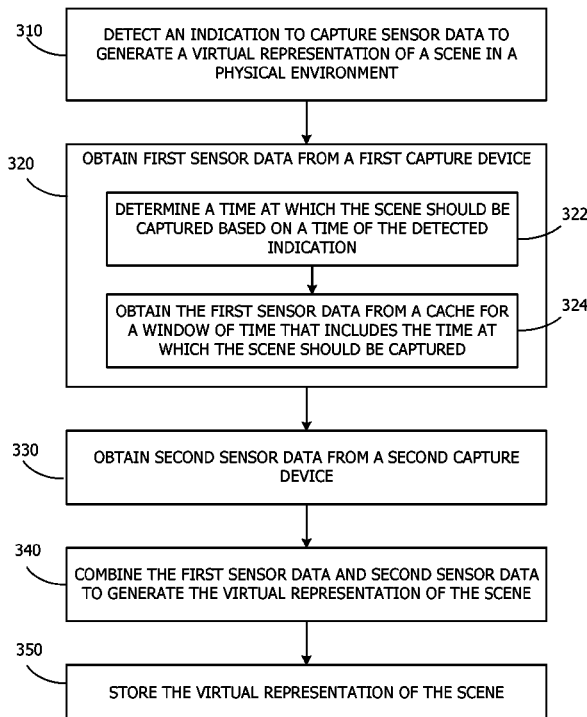 310
DETECT AN INDICATION TO CAPTURE SENSOR DATA TO
GENERATE A VIRTUAL REPRESENTATION OF A SCENE IN A
PHYSICAL ENVIRONMENT
320
OBTAIN FIRST SENSOR DATA FROM A FIRST CAPTURE DEVICE
DETERMINE A TIME AT WHICH THE SCENE SHOULD BE
CAPTURED BASED ON A TIME OF THE DETECTED
INDICATION
322
OBTAIN THE FIRST SENSOR DATA FROM A CACHE FOR
A WINDOW OF TIME THAT INCLUDES THE TIME AT
WHICH THE SCENE SHOULD BE CAPTURED
324
330
OBTAIN SECOND SENSOR DATA FROM A SECOND CAPTURE
DEVICE
340
COMBINE THE FIRST SENSOR DATA AND SECOND SENSOR DATA
TO GENERATE THE VIRTUAL REPRESENTATION OF THE SCENE
350
STORE THE VIRTUAL REPRESENTATION OF THE SCENE